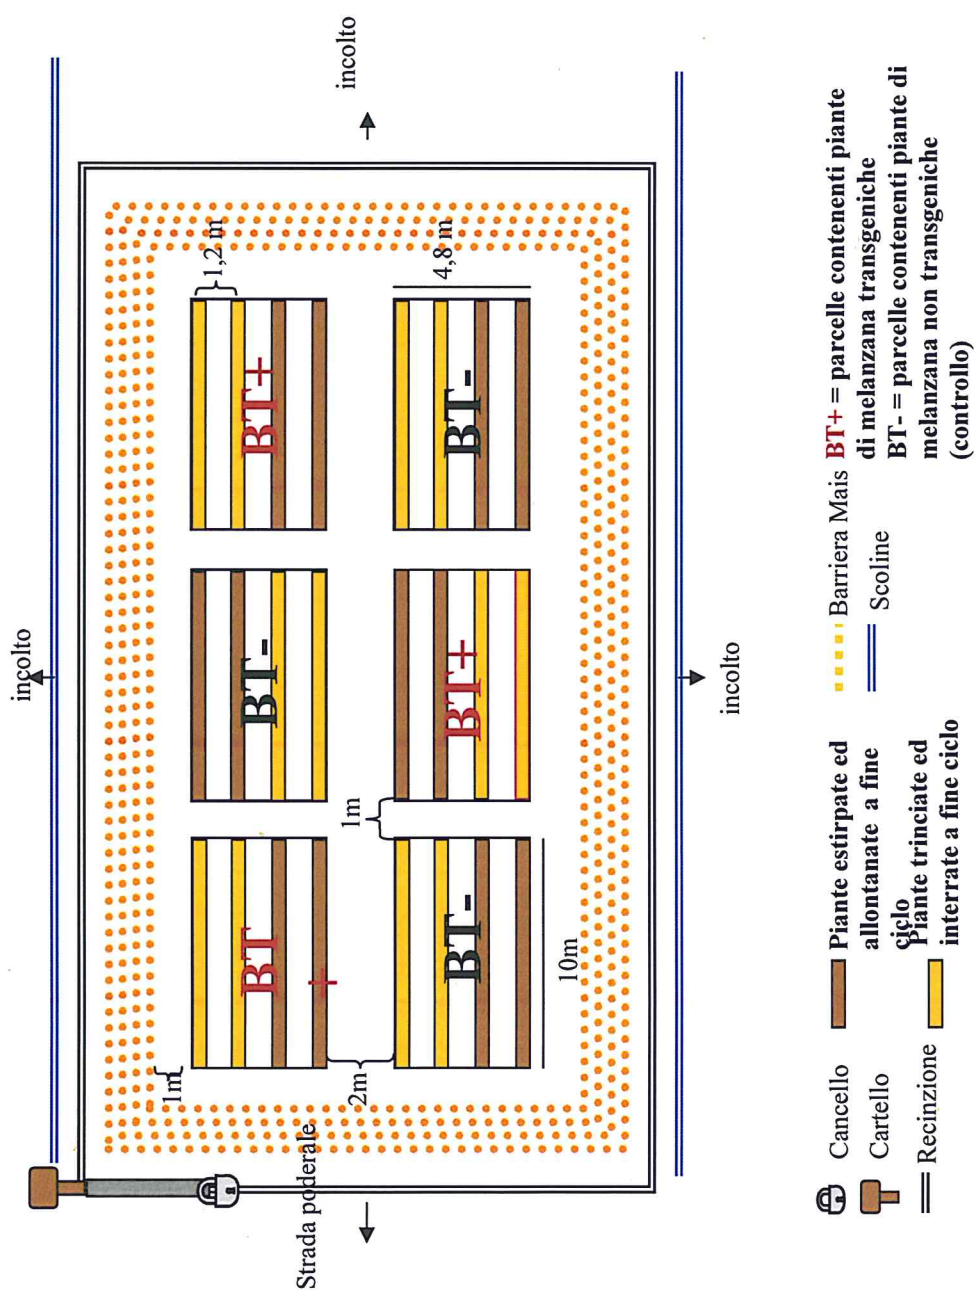 incolto
incolto
incolto
Strada poderale
1,2 m
4,8 m
1m
1m
2m
10m
BT
+
BT-
BT+
BT-
BT+
BT-
Cancello
Cartello
Recinzione
Piante estirpate ed
allontanate a fine
ciclo
Piante trinciate ed
interrate a fine ciclo
Barriera Mais
Scoline
BT+ = parcelle contenenti piante
di melanzana transgeniche
BT- = parcelle contenenti piante di
melanzana non transgeniche
(controllo)